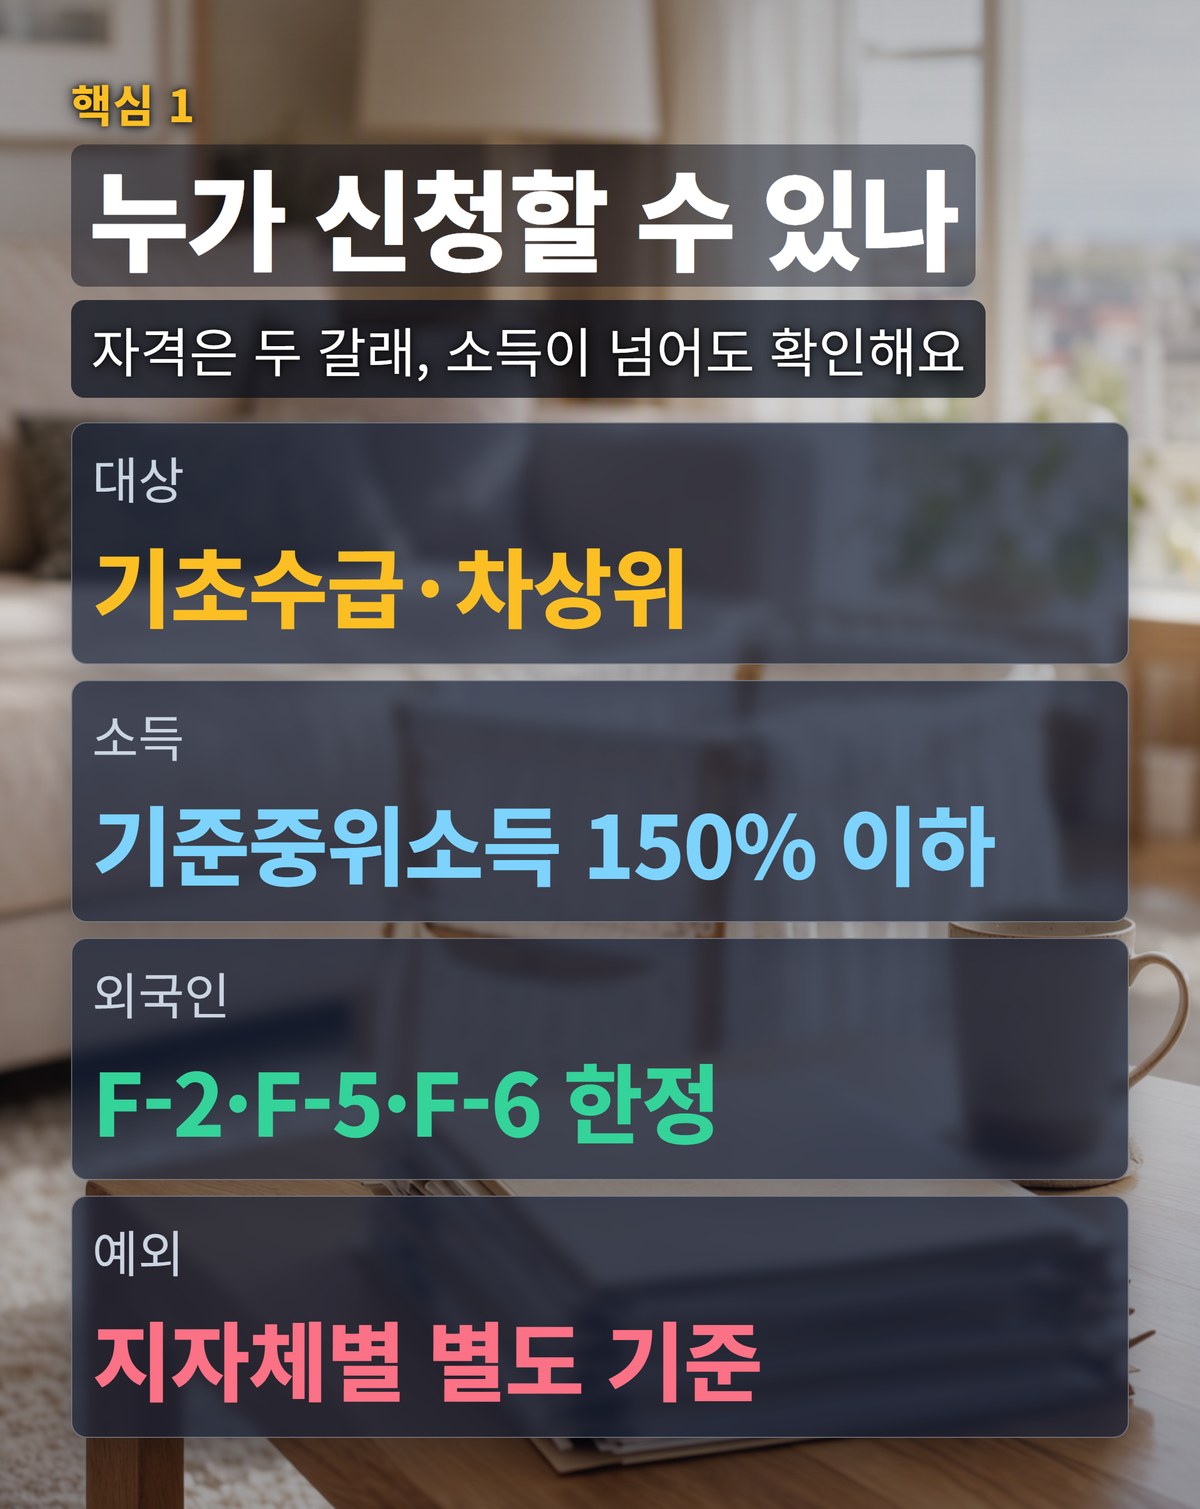 핵심 1
누가 신청할 수 있나
자격은 두 갈래, 소득이 넘어도 확인해요
대상
기초수급·차상위
소득
기준중위소득 150% 이하
외국인
F-2·F-5·F-6 한정
예외
지자체별 별도 기준